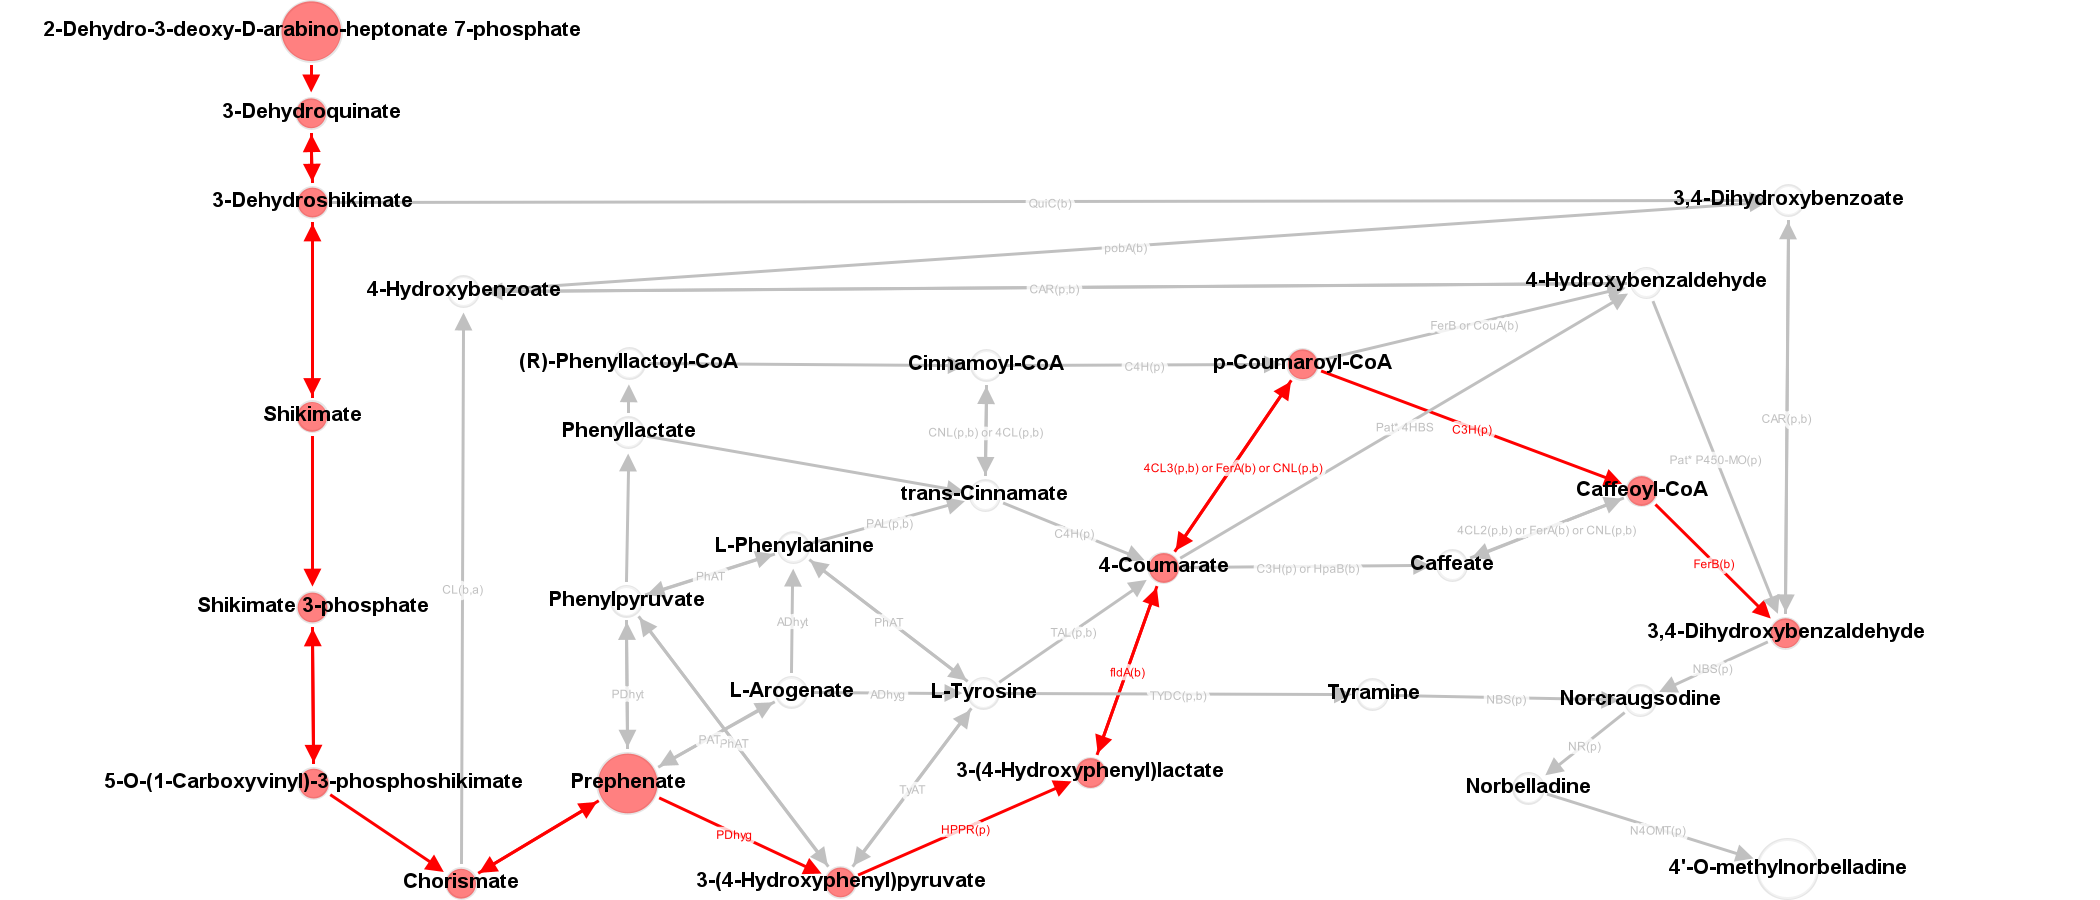 2-Dehydro-3-deoxy-D-arabino-heptonate 7-phosphate
3-Dehydroquinate
3-Dehydroshikimate
QuiC(b)
3,4-Dihydroxybenzoate
pobA(b)
4-Hydroxybenzoate
CAR(p,b)
4-Hydroxybenzaldehyde
FerB or CouA(b)
(R)-Phenyllactoyl-CoA
Cinnamoyl-CoA
C4H(p)
p-Coumaroyl-CoA
Shikimate
Phenyllactate
CNL(p,b) or 4CL(p,b)
Pat* 4HBS
C3H(p)
CAR(p,b)
4CL3(p,b) or FerA(b) or CNL(p,b)
Pat* P450-MO(p)
trans-Cinnamate
Caffeoyl-CoA
PAL(p,b)
C4H(p)
4CL2(p,b) or FerA(b) or CNL(p,b)
L-Phenylalanine
4-Coumarate
C3H(p) or HpaB(b)
Caffeate
FerB(b)
PhAT
CL(b,a)
Shikimate 3-phosphate
Phenylpyruvate
ADhyt
PhAT
TAL(p,b)
3,4-Dihydroxybenzaldehyde
fldA(b)
NBS(p)
PDhyt
L-Arogenate
ADhyg
L-Tyrosine
TYDC(p,b)
Tyramine
NBS(p)
Norcraugsodine
PAT
PhAT
NR(p)
5-O-(1-Carboxyvinyl)-3-phosphoshikimate
Prephenate
TyAT
3-(4-Hydroxyphenyl)lactate
Norbelladine
PDhyg
HPPR(p)
N4OMT(p)
Chorismate
3-(4-Hydroxyphenyl)pyruvate
4'-O-methylnorbelladine